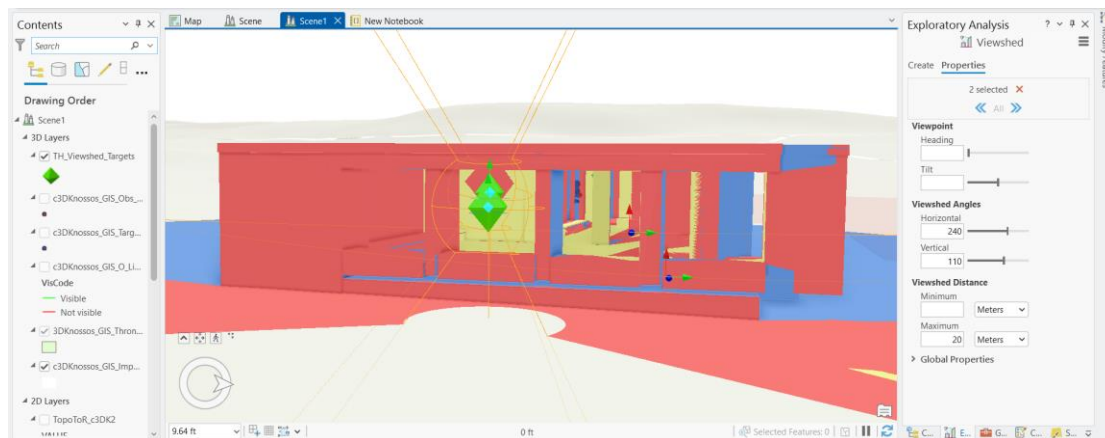 Contents
Map
Scene
Scene1
New Notebook
Search
Drawing Order
Scene1
3D Layers
TH_Viewshed_Targets
c3DKnossos_GIS_Obs_...
c3DKnossos_GIS_Targ...
c3DKnossos_GIS_O_Li...
VisCode
Visible
Not visible
3DKnossos_GIS_Thron...
c3DKnossos_GIS_Imp...
2D Layers
TopoToR_c3DK2
VALUE
9.64 ft
0 ft
Selected Features: 0
Exploratory Analysis
Viewshed
Create Properties
2 selected
All
Viewpoint
Heading
Tilt
Viewshed Angles
Horizontal
240
Vertical
110
Viewshed Distance
Minimum
Meters
Maximum
20 Meters
Global Properties
C... E... G... C... S...